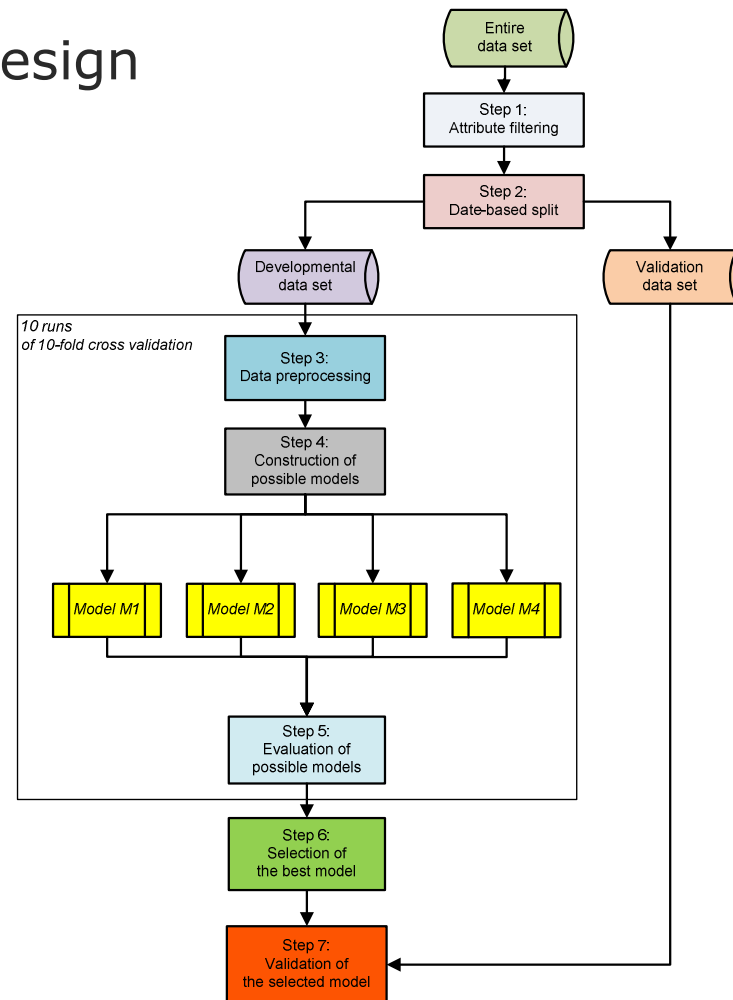 esign
Entire
data set
Step 1:
Attribute filtering
Step 2:
Date-based split
Developmental
data set
Validation
data set
10 runs
of 10-fold cross validation
Step 3:
Data preprocessing
Step 4:
Construction of
possible models
Model M1
Model M2
Model M3
Model M4
Step 5:
Evaluation of
possible models
Step 6:
Selection of
the best model
Step 7:
Validation of
the selected model